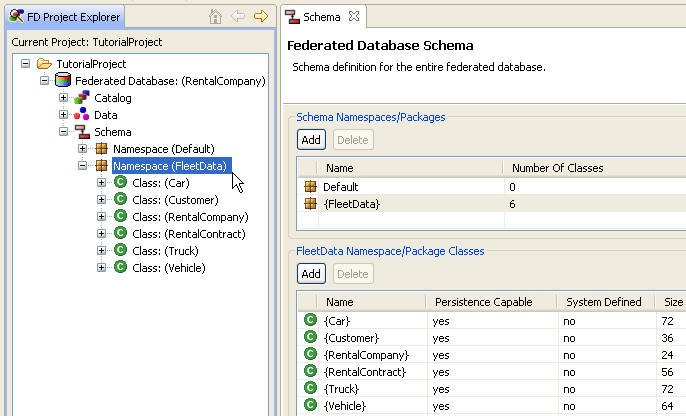 FD Project Explorer
Current Project: TutorialProject
TutorialProject
Federated Database: (RentalCompany)
Catalog
Data
Schema
Namespace (Default)
Namespace (FleetData)
Class: (Car)
Class: (Customer)
Class: (RentalCompany)
Class: (RentalContract)
Class: (Truck)
Class: (Vehicle)
Schema
Federated Database Schema
Schema definition for the entire federated database.
Schema Namespaces/Packages
Add Delete
Name Number Of Classes
Default 0
{FleetData} 6
FleetData Namespace/Package Classes
Add Delete
Name Persistence Capable System Defined Size
{Car} yes no 72
{Customer} yes no 36
{RentalCompany} yes no 24
{RentalContract} yes no 56
{Truck} yes no 72
{Vehicle} yes no 64